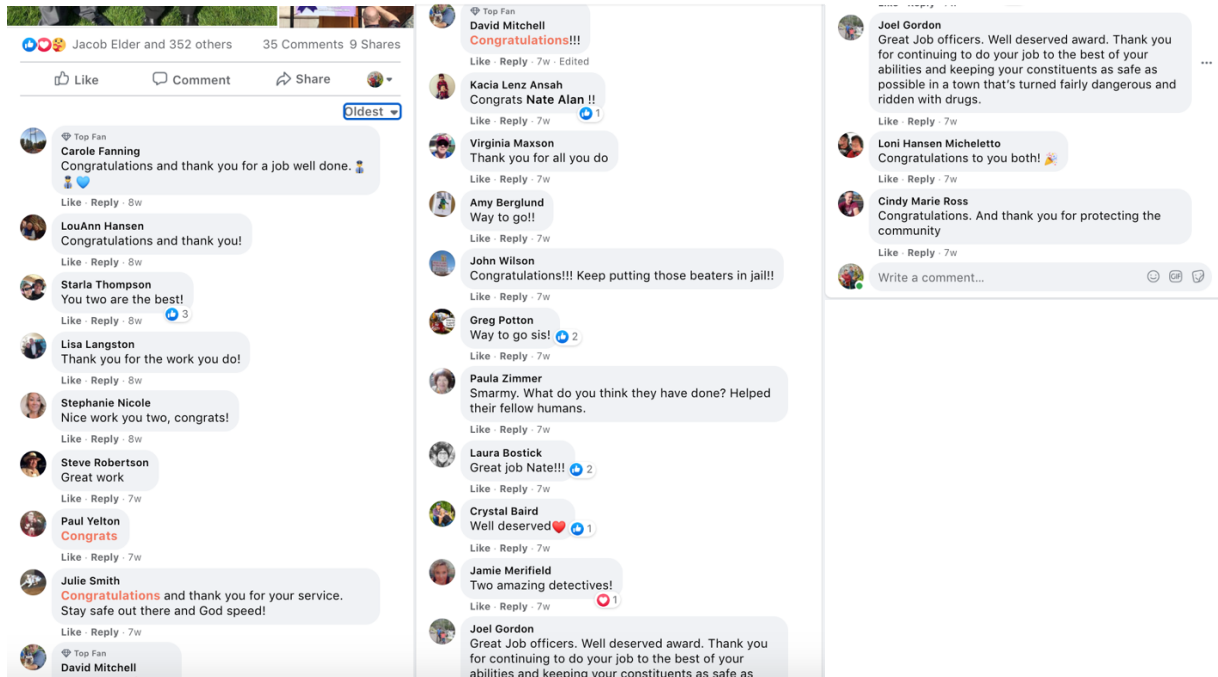 Jacob Elder and 352 others
35 Comments 9 Shares
Like
Comment
Share
Oldest
Top Fan
Carole Fanning
Congratulations and thank you for a job well done.
Like · Reply · 8w
LouAnn Hansen
Congratulations and thank you!
Like · Reply · 8w
Starla Thompson
You two are the best!
3
Like · Reply · 8w
Lisa Langston
Thank you for the work you do!
Like · Reply · 8w
Stephanie Nicole
Nice work you two, congrats!
Like · Reply · 8w
Steve Robertson
Great work
Like · Reply · 7w
Paul Yelton
Congrats
Like · Reply · 7w
Julie Smith
Congratulations and thank you for your service.
Stay safe out there and God speed!
Like · Reply · 7w
Top Fan
David Mitchell
Top Fan
David Mitchell
Congratulations!!!
Like · Reply · 7w · Edited
Kacia Lenz Ansah
Congrats Nate Alan !!
1
Like · Reply · 7w
Virginia Maxson
Thank you for all you do
Like · Reply · 7w
Amy Berglund
Way to go!!
Like · Reply · 7w
John Wilson
Congratulations!!! Keep putting those beaters in jail!!
Like · Reply · 7w
Greg Potton
Way to go sis!
2
Like · Reply · 7w
Paula Zimmer
Smarmy. What do you think they have done? Helped
their fellow humans.
Like · Reply · 7w
Laura Bostick
Great job Nate!!!
2
Like · Reply · 7w
Crystal Baird
Well deserved
1
Like · Reply · 7w
Jamie Merifield
Two amazing detectives!
1
Like · Reply · 7w
Joel Gordon
Great Job officers. Well deserved award. Thank you
for continuing to do your job to the best of your
abilities and keeping your constituents as safe as
Joel Gordon
Great Job officers. Well deserved award. Thank you
for continuing to do your job to the best of your
abilities and keeping your constituents as safe as
possible in a town that's turned fairly dangerous and
ridden with drugs.
Like · Reply · 7w
Loni Hansen Micheletto
Congratulations to you both!
Like · Reply · 7w
Cindy Marie Ross
Congratulations. And thank you for protecting the
community
Like · Reply · 7w
Write a comment...
GIF